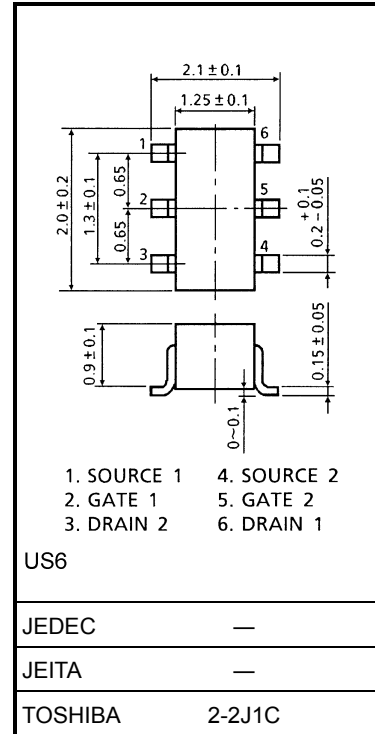 2.1±0.1
1.25±0.1
1
6
2.0±0.2
1.3±0.1
0.65
2
5
0.65
3
4
+0.1
0.2-0.05
0.9±0.1
0.15±0.05
0~0.1
1. SOURCE 1 4. SOURCE 2
2. GATE 1 5. GATE 2
3. DRAIN 2 6. DRAIN 1
US6
JEDEC —
JEITA —
TOSHIBA 2-2J1C